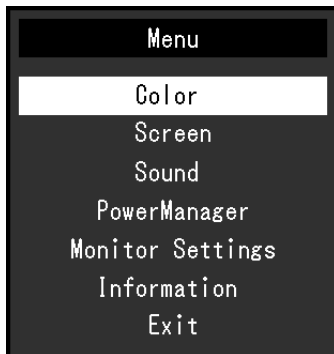 Menu
Color
Screen
Sound
PowerManager
Monitor Settings
Information
Exit